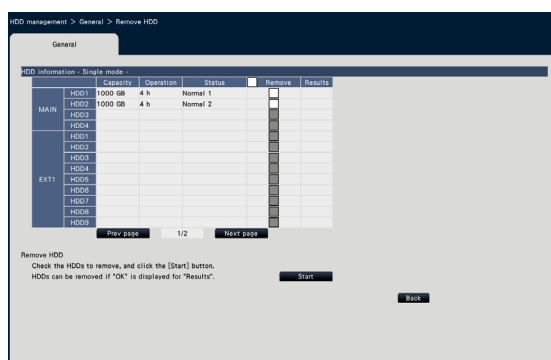 HDD management > General > Remove HDD
General
HDD information - Single mode -
Capacity Operation Status Remove Results
MAIN
HDD1 1000 GB 4 h Normal 1
HDD2 1000 GB 4 h Normal 2
HDD3
HDD4
EXT1
HDD1
HDD2
HDD3
HDD4
HDD5
HDD6
HDD7
HDD8
HDD9
Prev page 1/2 Next page
Remove HDD
Check the HDDs to remove, and click the [Start] button.
HDDs can be removed if "OK" is displayed for "Results".
Start
Back